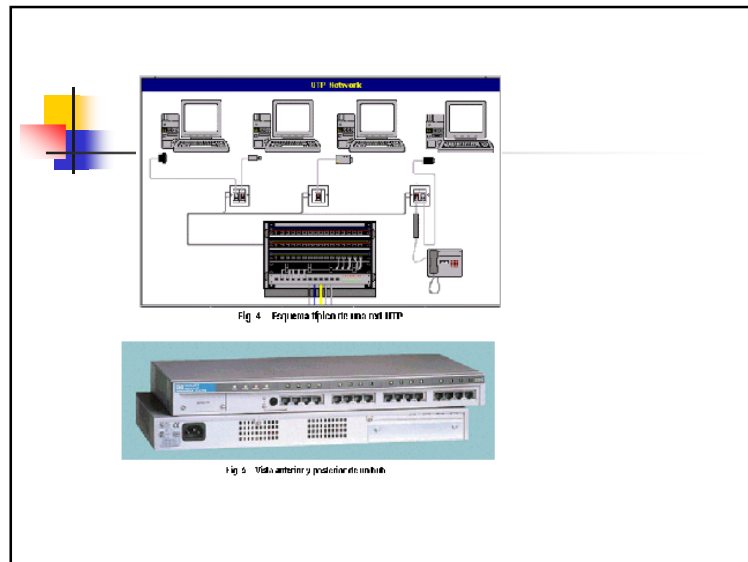 UTP Network
Fig. 4 Esquema típico de una red UTP
Fig. 5 Vista anterior y posterior de un hub